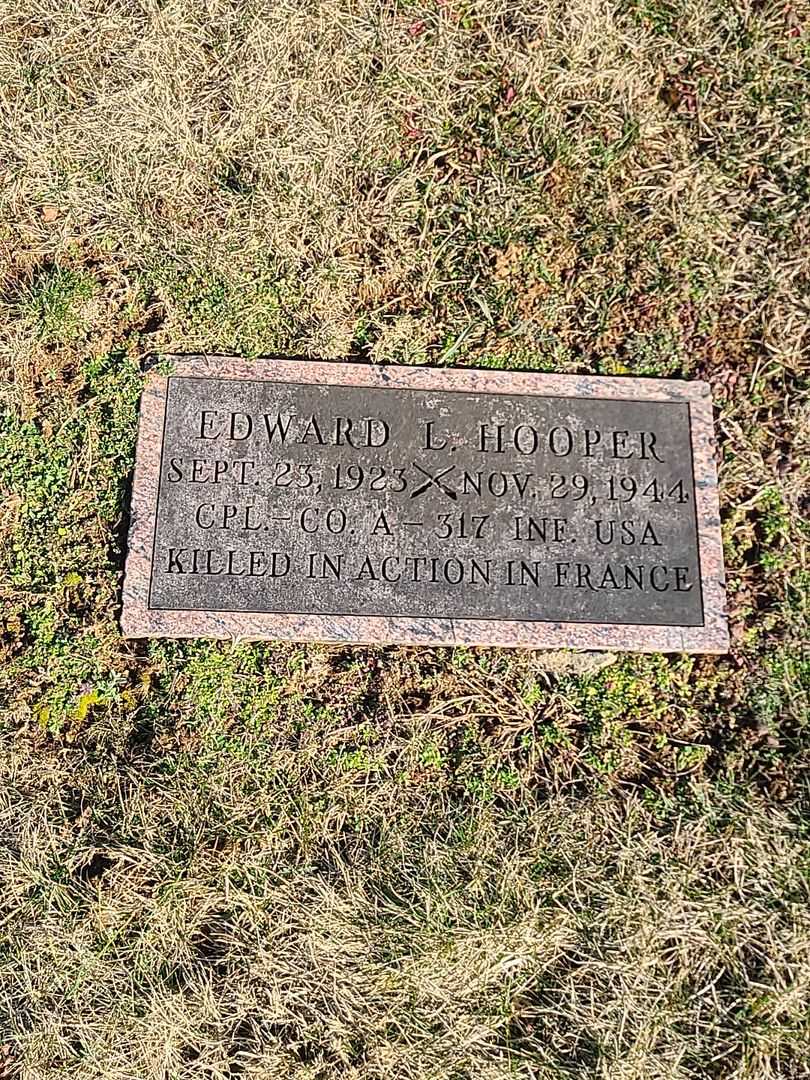 EDWARD L. HOOPER
SEPT. 23, 1923 NOV. 29, 1944
CPL. - CO. A - 317 INF. USA
KILLED IN ACTION IN FRANCE